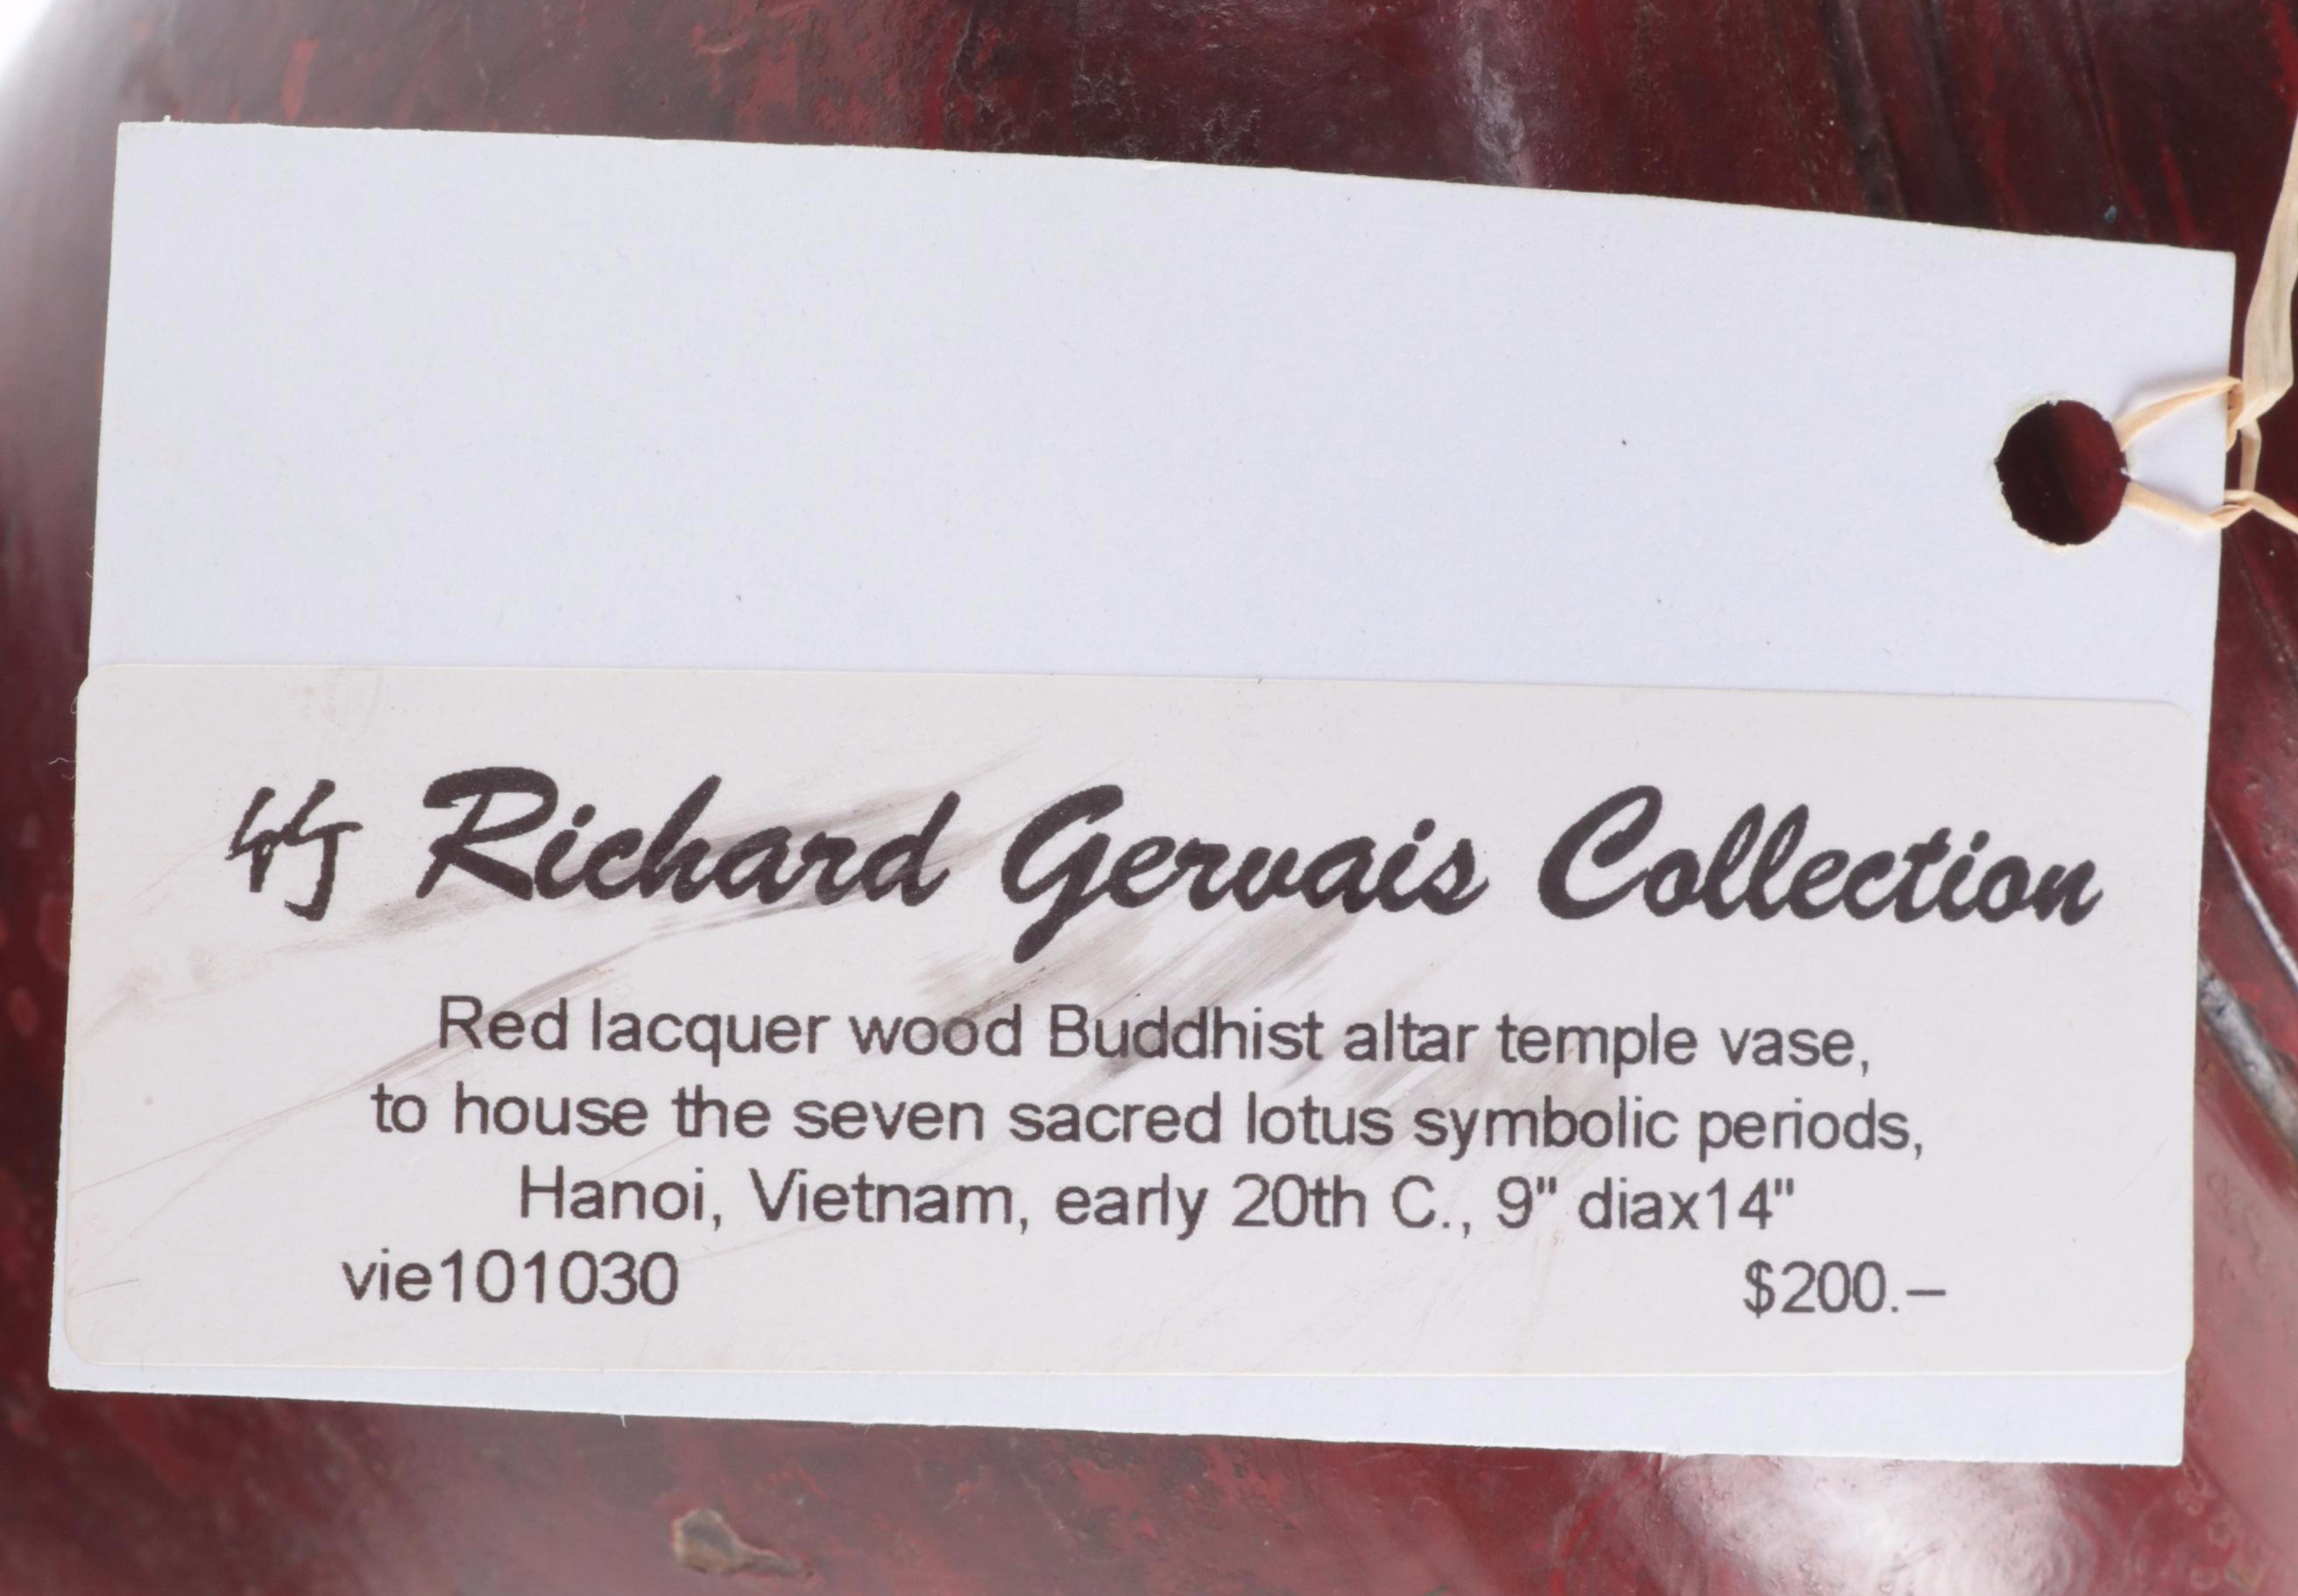 Richard Gervais Collection
Red lacquer wood Buddhist altar temple vase,
to house the seven sacred lotus symbolic periods,
Hanoi, Vietnam, early 20th C., 9" diax14"
vie101030 $200.–